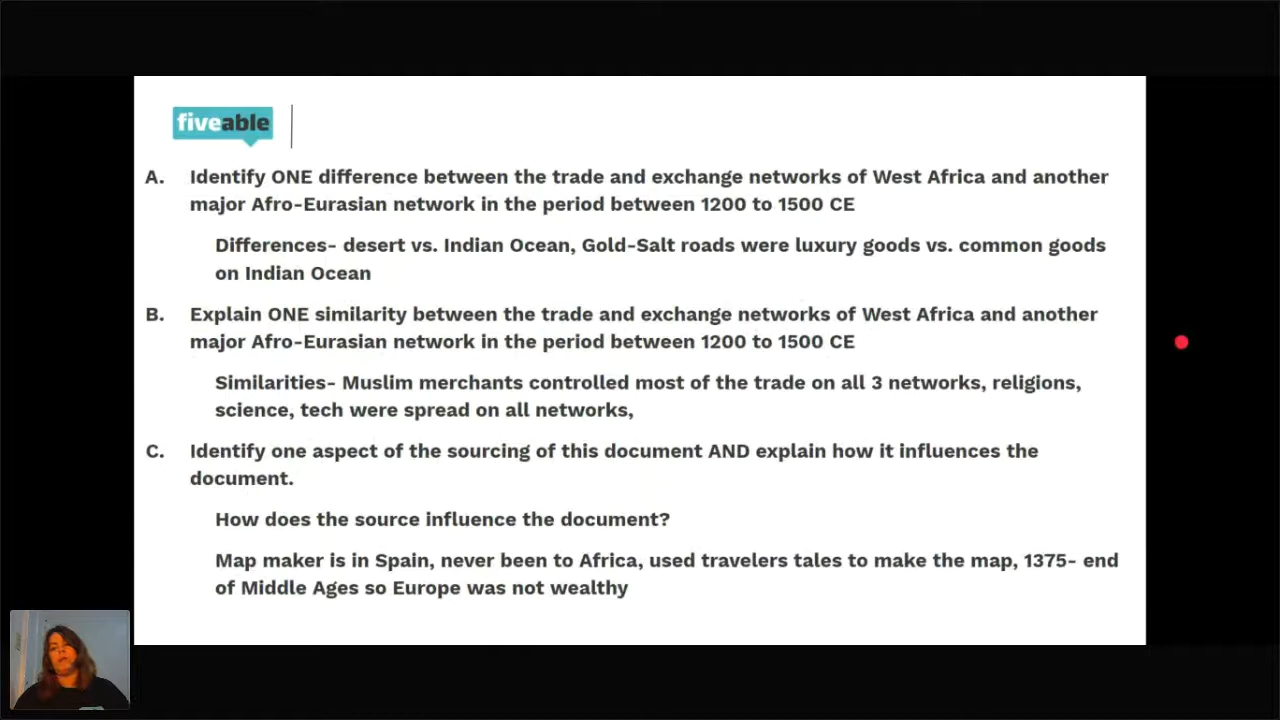 fiveable
A. Identify ONE difference between the trade and exchange networks of West Africa and another
major Afro-Eurasian network in the period between 1200 to 1500 CE
Differences- desert vs. Indian Ocean, Gold-Salt roads were luxury goods vs. common goods
on Indian Ocean
B. Explain ONE similarity between the trade and exchange networks of West Africa and another
major Afro-Eurasian network in the period between 1200 to 1500 CE
Similarities- Muslim merchants controlled most of the trade on all 3 networks, religions,
science, tech were spread on all networks,
C. Identify one aspect of the sourcing of this document AND explain how it influences the
document.
How does the source influence the document?
Map maker is in Spain, never been to Africa, used travelers tales to make the map, 1375- end
of Middle Ages so Europe was not wealthy